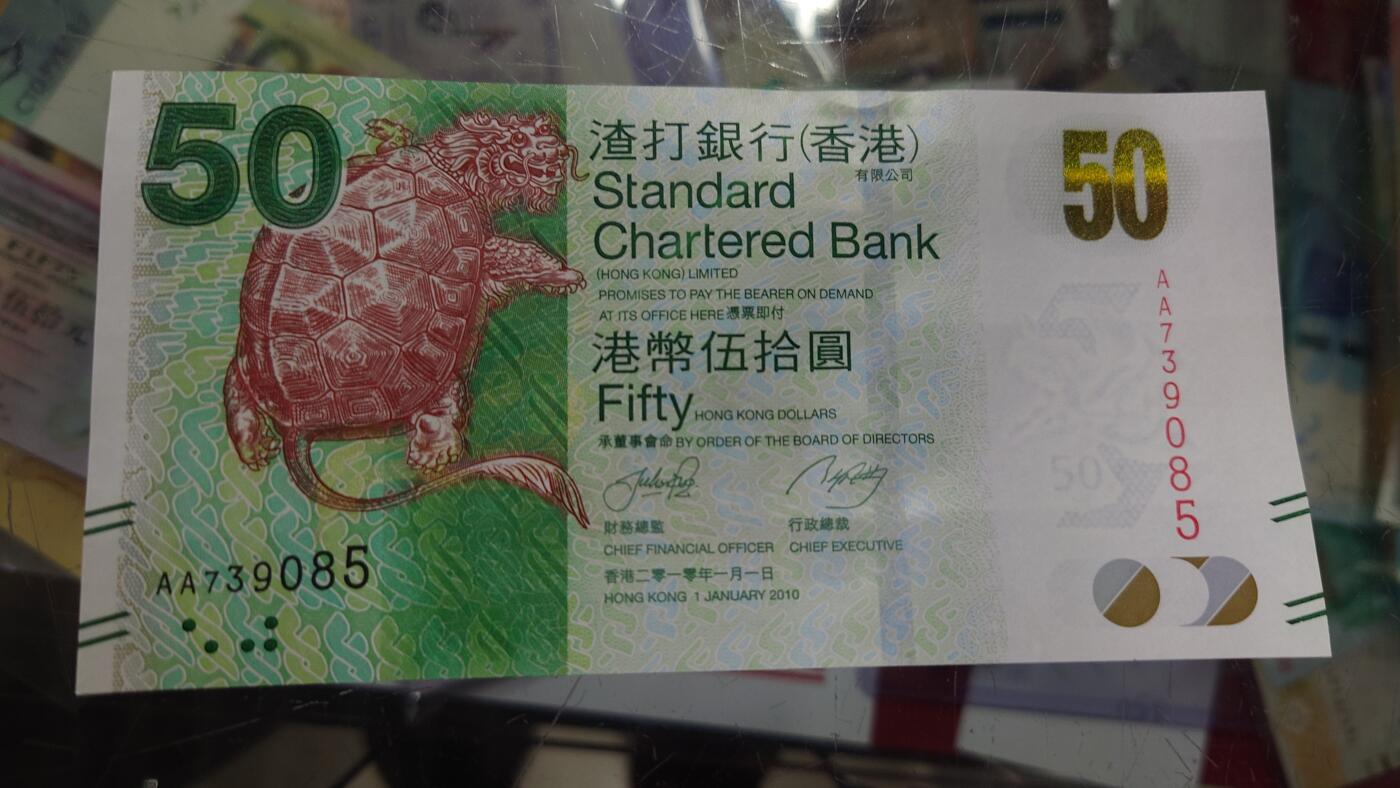 50
渣打銀行(香港)
有限公司
Standard
Chartered Bank
(HONG KONG) LIMITED
PROMISES TO PAY THE BEARER ON DEMAND
AT ITS OFFICE HERE 憑票即付
港幣伍拾圓
Fifty HONG KONG DOLLARS
承董事會命 BY ORDER OF THE BOARD OF DIRECTORS
財務總監 行政總裁
CHIEF FINANCIAL OFFICER CHIEF EXECUTIVE
香港二零一零年一月一日
HONG KONG 1 JANUARY 2010
AA739085
50
AA739085
50